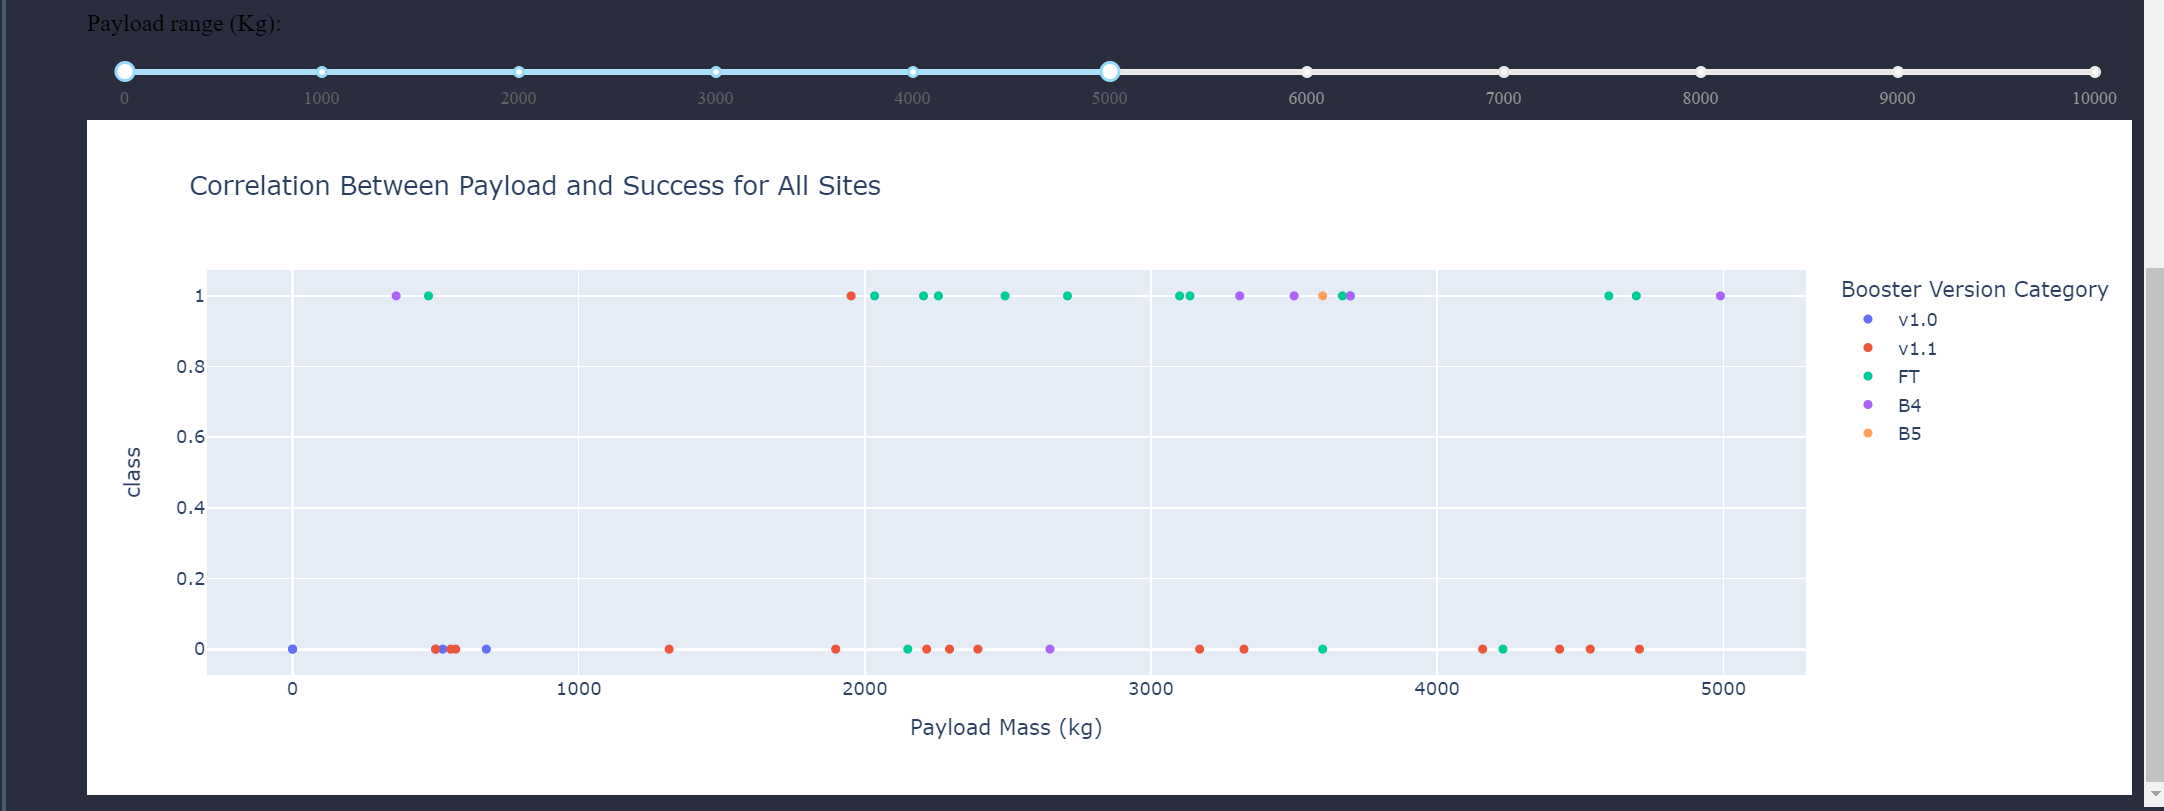 Payload range (Kg):
0 1000 2000 3000 4000 5000 6000 7000 8000 9000 10000
Correlation Between Payload and Success for All Sites
Booster Version Category
v1.0
v1.1
FT
B4
B5
class
1
0.8
0.6
0.4
0.2
0
0 1000 2000 3000 4000 5000
Payload Mass (kg)